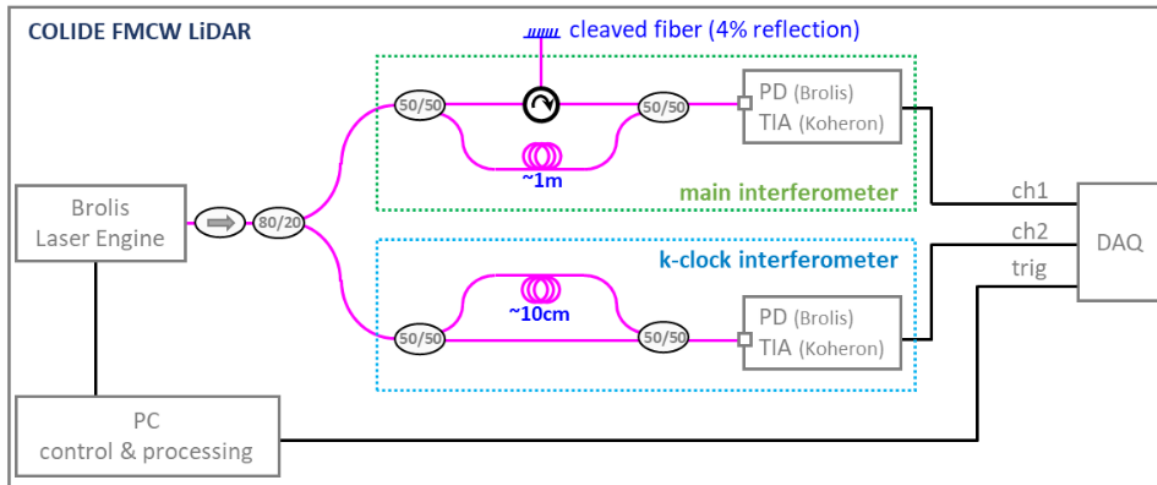 COLIDE FMCW LiDAR
cleaved fiber (4% reflection)
50/50
50/50
PD (Brolis)
TIA (Koheron)
~1m
main interferometer
ch1
Brolis
Laser Engine
80/20
ch2
DAQ
k-clock interferometer
trig
~10cm
50/50
50/50
PD (Brolis)
TIA (Koheron)
PC
control & processing